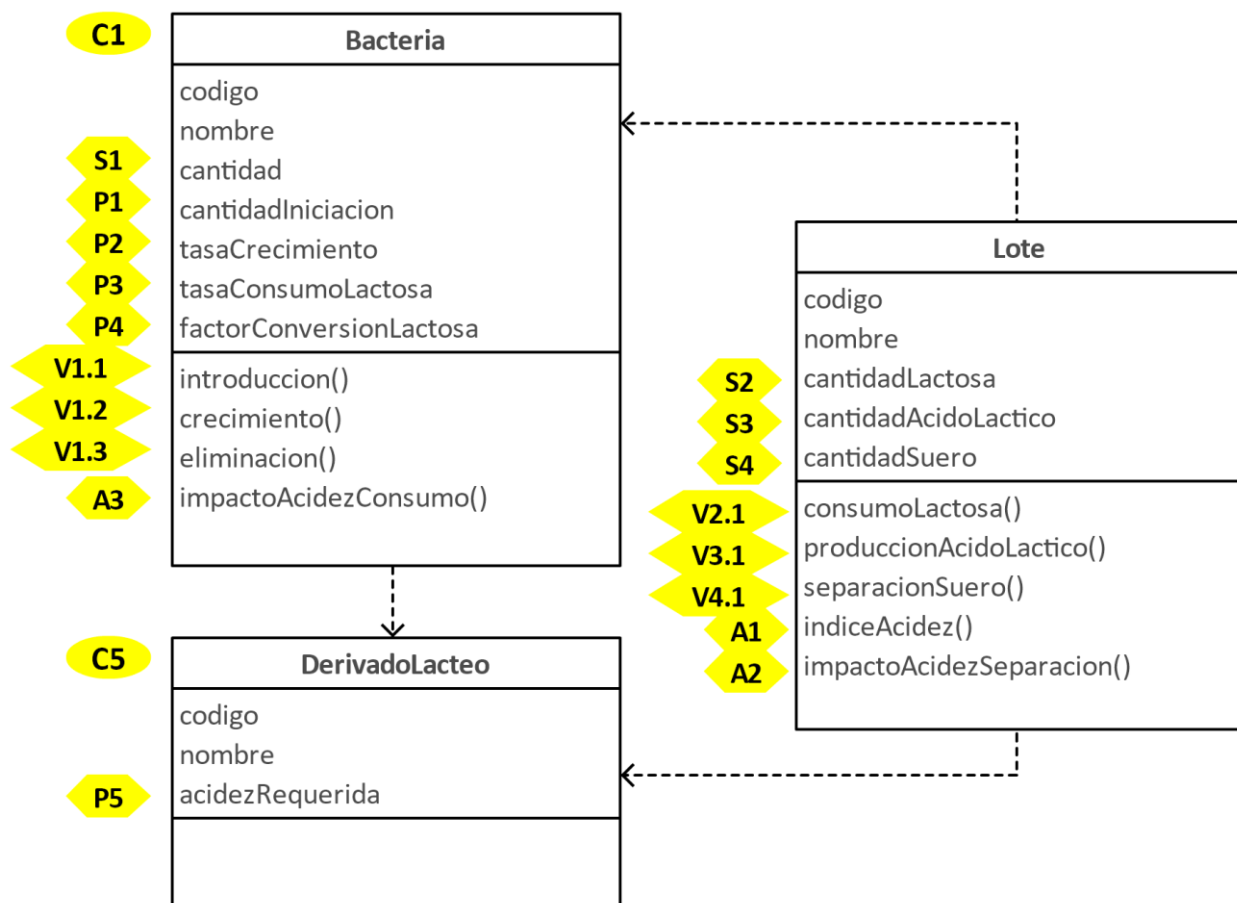 C1
Bacteria
codigo
nombre
S1 cantidad
P1 cantidadIniciacion
P2 tasaCrecimiento
P3 tasaConsumoLactosa
P4 factorConversionLactosa
V1.1 introduccion()
V1.2 crecimiento()
V1.3 eliminacion()
A3 impactoAcidezConsumo()
Lote
codigo
nombre
S2 cantidadLactosa
S3 cantidadAcidoLactico
S4 cantidadSuero
V2.1 consumoLactosa()
V3.1 produccionAcidoLactico()
V4.1 separacionSuero()
A1 indiceAcidez()
A2 impactoAcidezSeparacion()
C5
DerivadoLacteo
codigo
nombre
P5 acidezRequerida